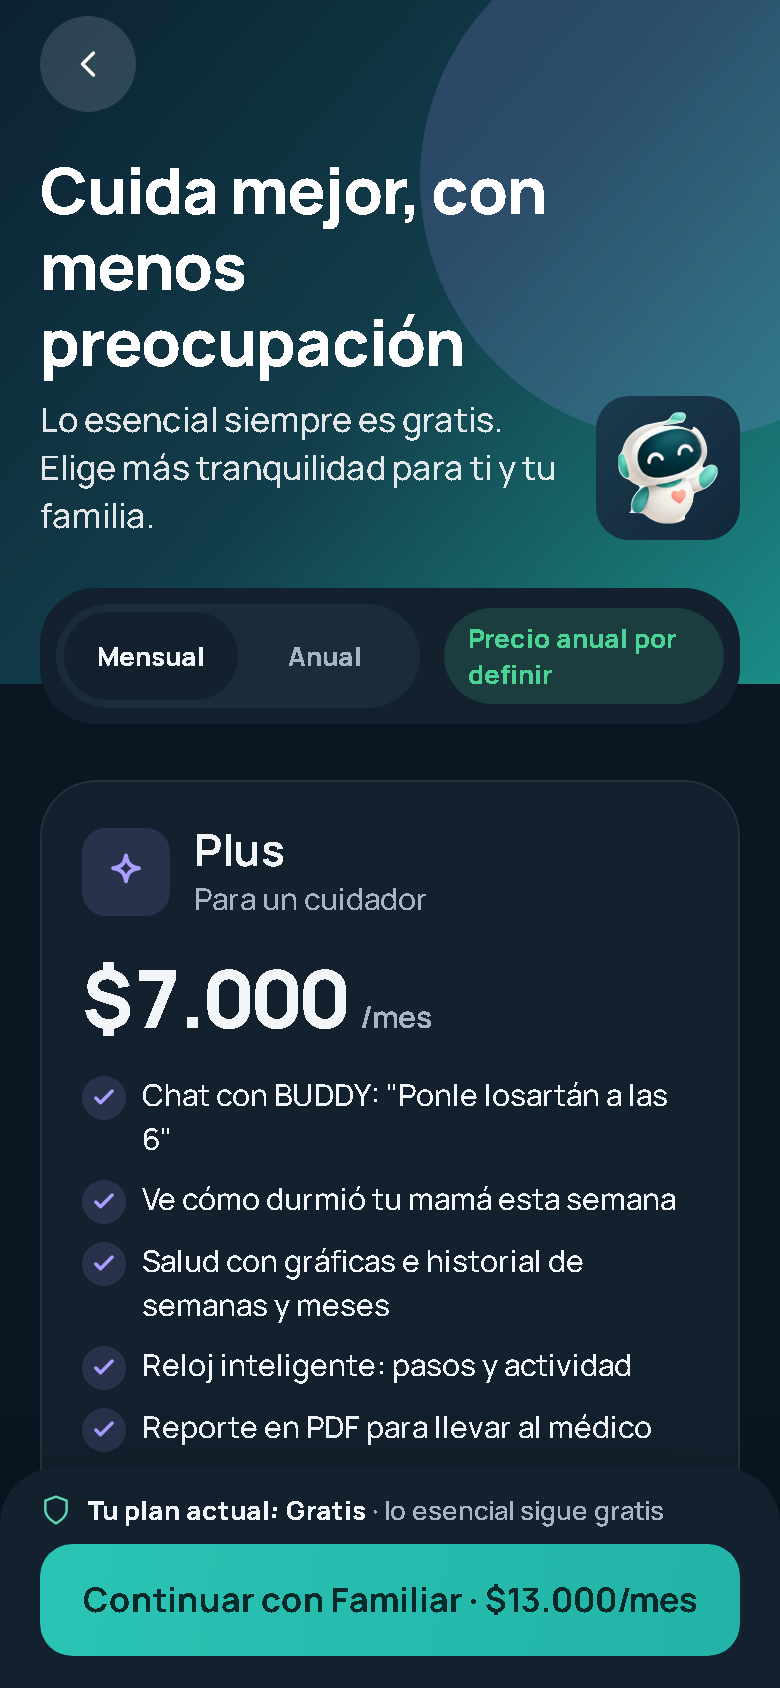 Cuida mejor, con
menos
preocupación
Lo esencial siempre es gratis.
Elige más tranquilidad para ti y tu
familia.
Mensual
Anual
Precio anual por
definir
Plus
Para un cuidador
$7.000 /mes
Chat con BUDDY: "Ponle losartán a las
6"
Ve cómo durmió tu mamá esta semana
Salud con gráficas e historial de
semanas y meses
Reloj inteligente: pasos y actividad
Reporte en PDF para llevar al médico
Tu plan actual: Gratis · lo esencial sigue gratis
Continuar con Familiar · $13.000/mes